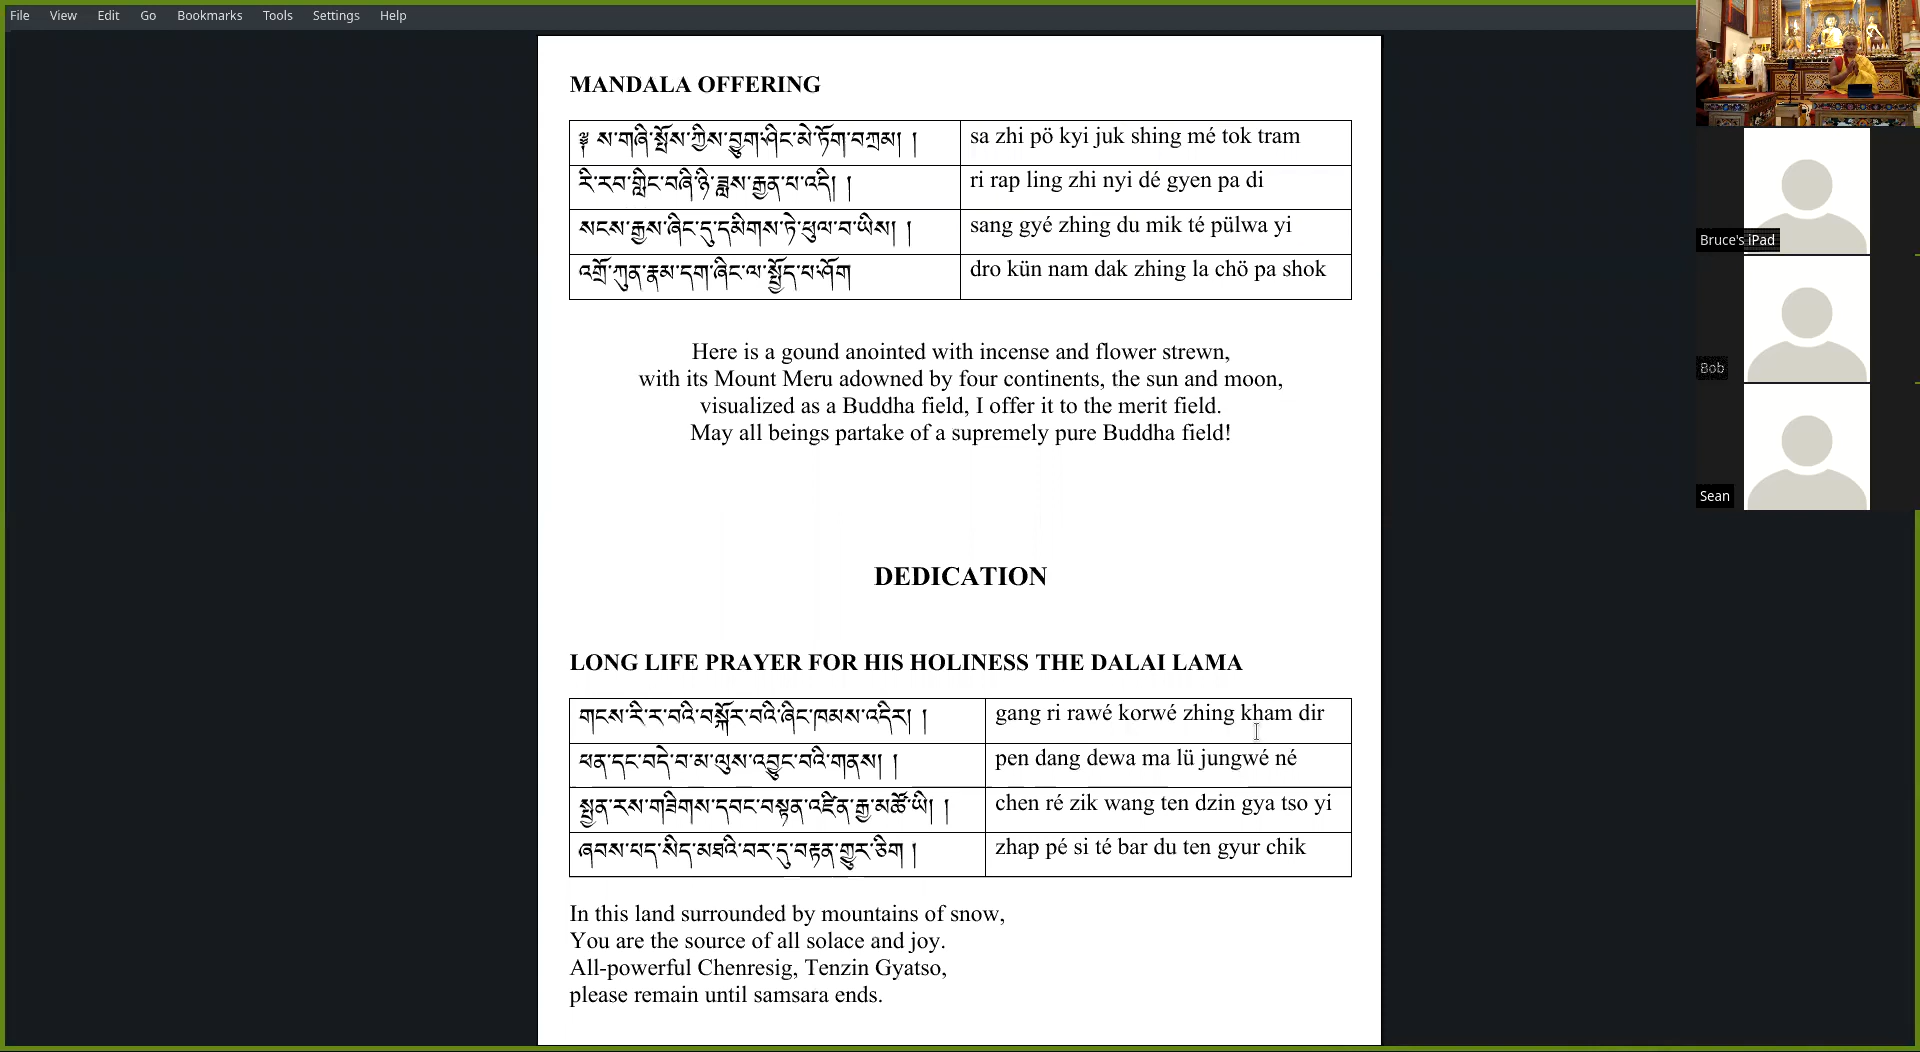 File View Edit Go Bookmarks Tools Settings Help
MANDALA OFFERING
༄ ས་གཞི་སྤོས་ཀྱིས་བྱུག་ཤིང་མེ་ཏོག་བཀྲམ། །
sa zhi pö kyi juk shing mé tok tram
རི་རབ་གླིང་བཞི་ཉི་ཟླས་རྒྱན་པ་འདི། །
ri rap ling zhi nyi dé gyen pa di
སངས་རྒྱས་ཞིང་དུ་དམིགས་ཏེ་ཕུལ་བ་ཡིས། །
sang gyé zhing du mik té pülwa yi
འགྲོ་ཀུན་རྣམ་དག་ཞིང་ལ་སྤྱོད་པ་ཤོག
dro kün nam dak zhing la chö pa shok
Here is a gound anointed with incense and flower strewn,
with its Mount Meru adowned by four continents, the sun and moon,
visualized as a Buddha field, I offer it to the merit field.
May all beings partake of a supremely pure Buddha field!
DEDICATION
LONG LIFE PRAYER FOR HIS HOLINESS THE DALAI LAMA
གངས་རི་ར་བའི་བསྐོར་བའི་ཞིང་ཁམས་འདིར། །
gang ri rawé korwé zhing kham dir
ཕན་དང་བདེ་བ་མ་ལུས་འབྱུང་བའི་གནས། །
pen dang dewa ma lü jungwé né
སྤྱན་རས་གཟིགས་དབང་བསྟན་འཛིན་རྒྱ་མཚོ་ཡི། །
chen ré zik wang ten dzin gya tso yi
ཞབས་པད་སིད་མཐའི་བར་དུ་བརྟན་གྱུར་ཅིག །
zhap pé si té bar du ten gyur chik
In this land surrounded by mountains of snow,
You are the source of all solace and joy.
All-powerful Chenresig, Tenzin Gyatso,
please remain until samsara ends.
Bruce's iPad
Bob
Sean